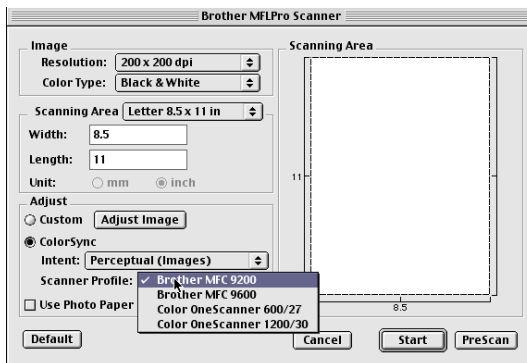 Brother MFLPro Scanner
Image
Resolution: 200 x 200 dpi
Color Type: Black & White
Scanning Area Letter 8.5 x 11 in
Width: 8.5
Length: 11
Unit: mm inch
Adjust
Custom Adjust Image
ColorSync
Intent: Perceptual (Images)
Scanner Profile: ✓ Brother MFC 9200
Brother MFC 9600
Color OneScanner 600/27
Color OneScanner 1200/30
Use Photo Paper
Scanning Area
11
8.5
Default
Cancel
Start
PreScan